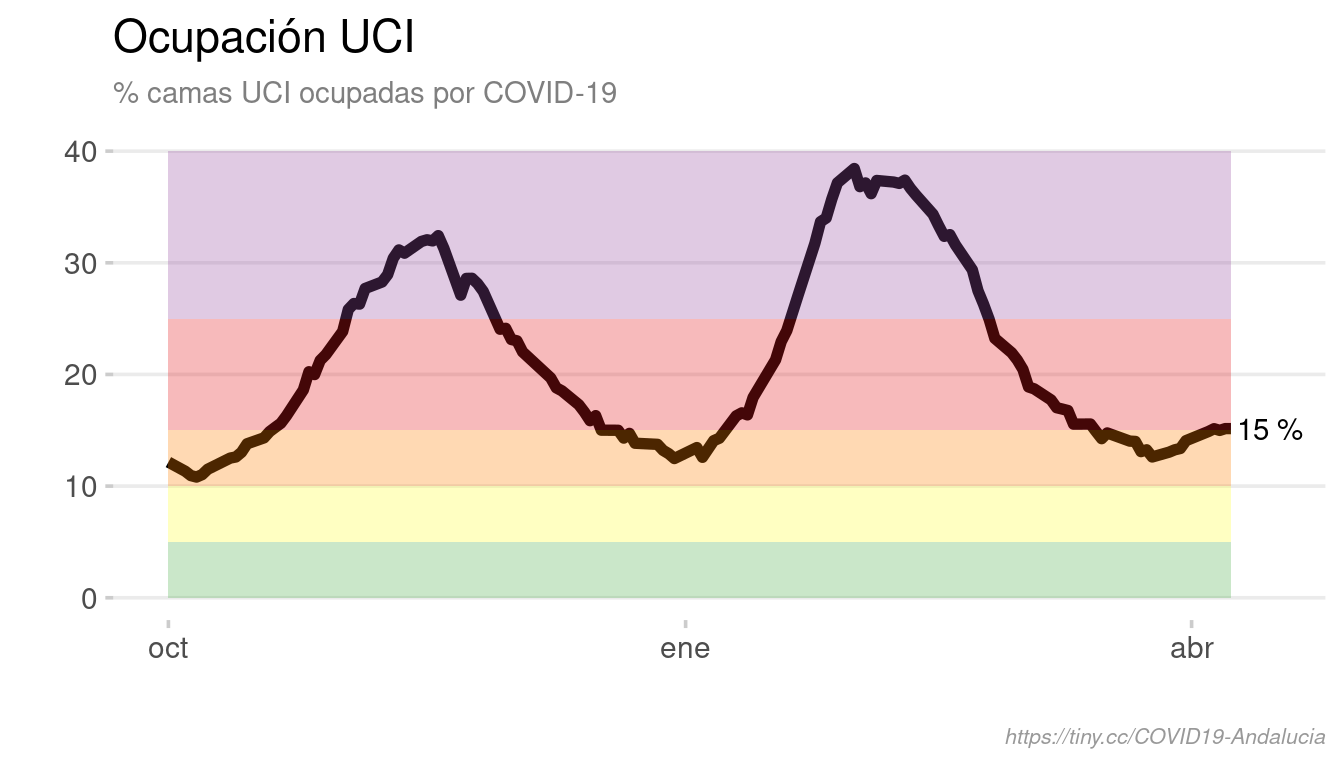 Ocupación UCI
% camas UCI ocupadas por COVID-19
40
30
20
10
0
15 %
oct ene abr
https://tiny.cc/COVID19-Andalucia